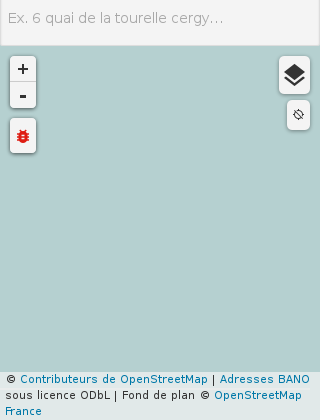 Ex. 6 quai de la tourelle cergy…
+
-
© Contributeurs de OpenStreetMap | Adresses BANO
sous licence ODbL | Fond de plan © OpenStreetMap
France